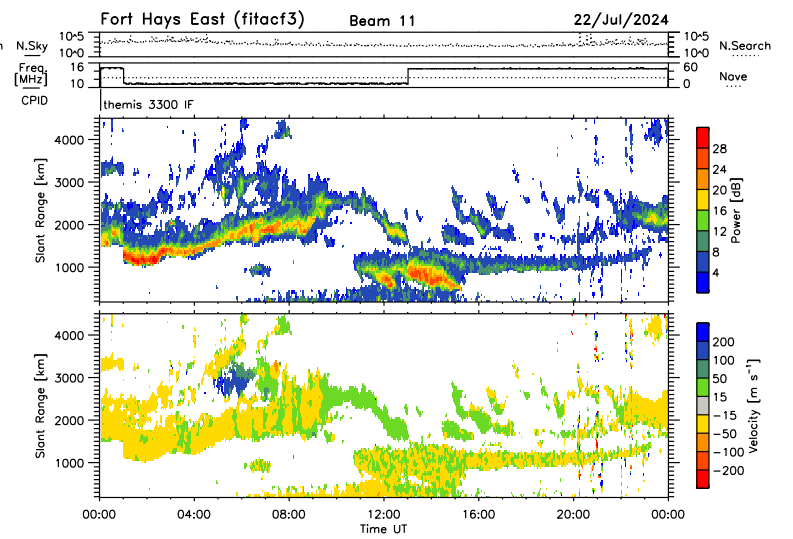 Fort Hays East (fitacf3) Beam 11 22/Jul/2024
n N.Sky 10^5 10^5 N.Search
10^0 10^0
Freq. 16 60 Nave
[MHz] 10 0
CPID themis 3300 IF
4000
3000
2000
1000
Slant Range [km]
28
24
20
16
12
8
4
Power [dB]
4000
3000
2000
1000
Slant Range [km]
200
100
50
15
-15
-50
-100
-200
Velocity [m s⁻¹]
00:00 04:00 08:00 12:00 16:00 20:00 00:00
Time UT